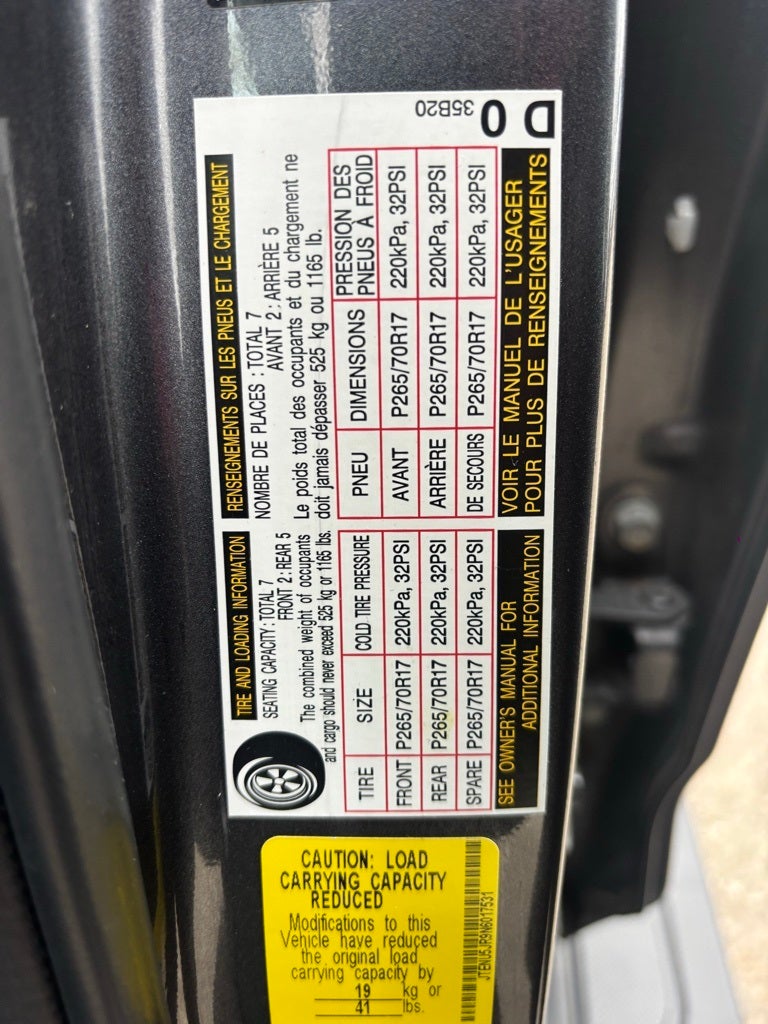 TIRE AND LOADING INFORMATION
SEATING CAPACITY: TOTAL 7
FRONT 2: REAR 5
The combined weight of occupants
and cargo should never exceed 525 kg or 1165 lbs.
TIRE SIZE COLD TIRE PRESSURE
FRONT P265/70R17 220kPa, 32PSI
REAR P265/70R17 220kPa, 32PSI
SPARE P265/70R17 220kPa, 32PSI
SEE OWNER'S MANUAL FOR
ADDITIONAL INFORMATION
RENSEIGNEMENTS SUR LES PNEUS ET LE CHARGEMENT
NOMBRE DE PLACES : TOTAL 7
AVANT 2 : ARRIÈRE 5
Le poids total des occupants et du chargement ne
doit jamais dépasser 525 kg ou 1165 lb.
PNEU DIMENSIONS PRESSION DES
PNEUS À FROID
AVANT P265/70R17 220kPa, 32PSI
ARRIÈRE P265/70R17 220kPa, 32PSI
DE SECOURS P265/70R17 220kPa, 32PSI
VOIR LE MANUEL DE L'USAGER
POUR PLUS DE RENSEIGNEMENTS
35B20
D 0
CAUTION: LOAD
CARRYING CAPACITY
REDUCED
Modifications to this
Vehicle have reduced
the original load
carrying capacity by
19 kg or
41 lbs.
JTEBNU5JR9N6017531